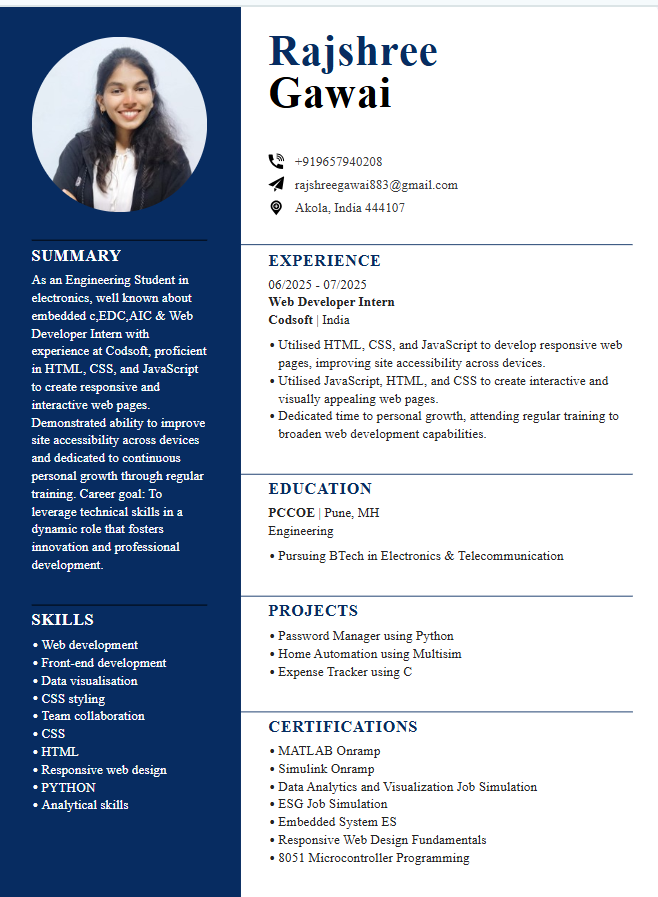 Rajshree
Gawai
+919657940208
rajshreegawai883@gmail.com
Akola, India 444107
SUMMARY
As an Engineering Student in
electronics, well known about
embedded c,EDC,AIC & Web
Developer Intern with
experience at Codsoft, proficient
in HTML, CSS, and JavaScript
to create responsive and
interactive web pages.
Demonstrated ability to improve
site accessibility across devices
and dedicated to continuous
personal growth through regular
training. Career goal: To
leverage technical skills in a
dynamic role that fosters
innovation and professional
development.
SKILLS
• Web development
• Front-end development
• Data visualisation
• CSS styling
• Team collaboration
• CSS
• HTML
• Responsive web design
• PYTHON
• Analytical skills
EXPERIENCE
06/2025 - 07/2025
Web Developer Intern
Codsoft | India
• Utilised HTML, CSS, and JavaScript to develop responsive web
pages, improving site accessibility across devices.
• Utilised JavaScript, HTML, and CSS to create interactive and
visually appealing web pages.
• Dedicated time to personal growth, attending regular training to
broaden web development capabilities.
EDUCATION
PCCOE | Pune, MH
Engineering
• Pursuing BTech in Electronics & Telecommunication
PROJECTS
• Password Manager using Python
• Home Automation using Multisim
• Expense Tracker using C
CERTIFICATIONS
• MATLAB Onramp
• Simulink Onramp
• Data Analytics and Visualization Job Simulation
• ESG Job Simulation
• Embedded System ES
• Responsive Web Design Fundamentals
• 8051 Microcontroller Programming